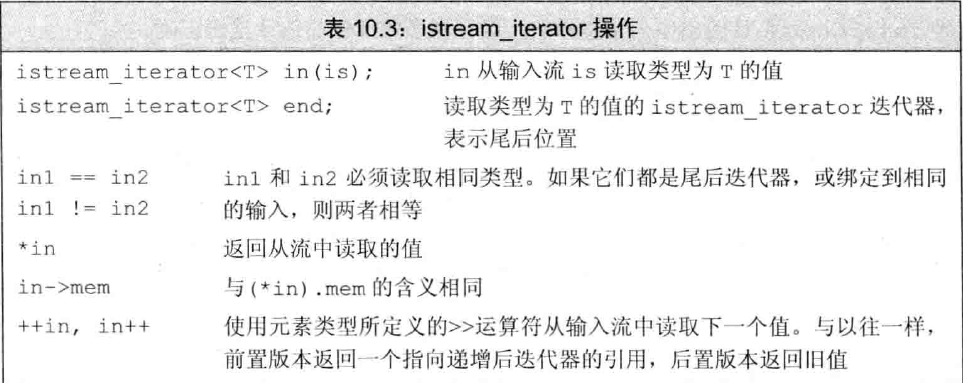 表 10.3：istream_iterator 操作
istream_iterator<T> in(is); in 从输入流 is 读取类型为 T 的值
istream_iterator<T> end; 读取类型为 T 的值的 istream_iterator 迭代器，
表示尾后位置
in1 == in2 in1 和 in2 必须读取相同类型。如果它们都是尾后迭代器，或绑定到相同
in1 != in2 的输入，则两者相等
*in 返回从流中读取的值
in->mem 与(*in).mem 的含义相同
++in, in++ 使用元素类型所定义的>>运算符从输入流中读取下一个值。与以往一样，
前置版本返回一个指向递增后迭代器的引用，后置版本返回旧值